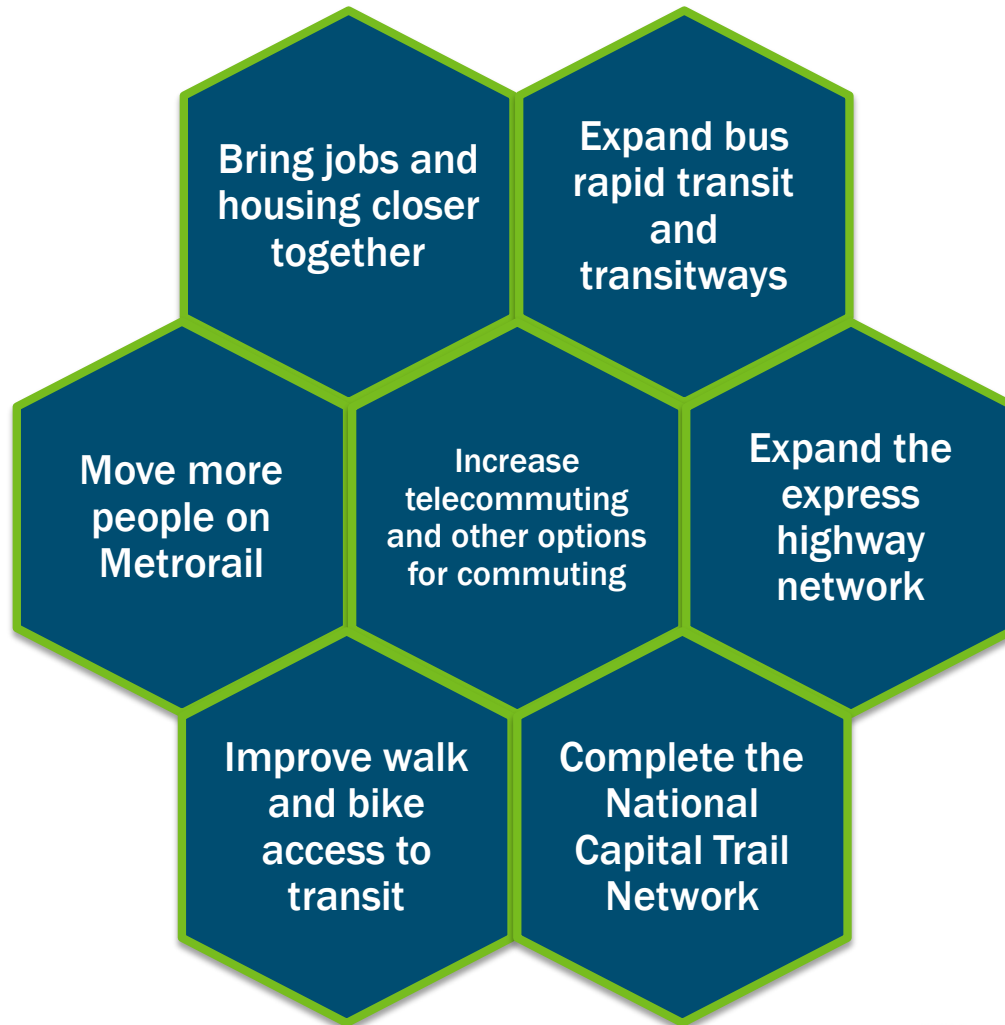 Bring jobs and
housing closer
together
Expand bus
rapid transit
and
transitways
Move more
people on
Metrorail
Increase
telecommuting
and other options
for commuting
Expand the
express
highway
network
Improve walk
and bike
access to
transit
Complete the
National
Capital Trail
Network